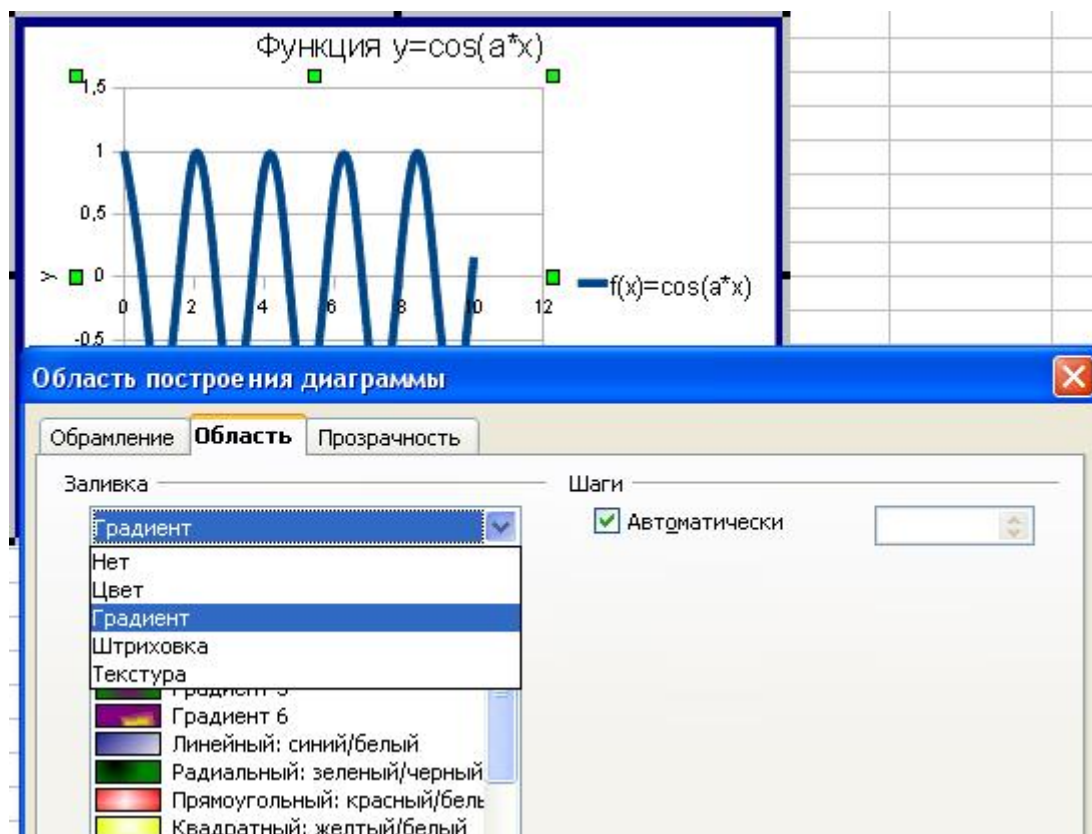 Функция y=cos(a*x)
1,5
1
0,5
y
0
0 2 4 6 8 10 12
f(x)=cos(a*x)
-0,5
Область построения диаграммы
Обрамление Область Прозрачность
Заливка
Шаги
Градиент
Автоматически
Нет
Цвет
Градиент
Штриховка
Текстура
Градиент 6
Линейный: синий/белый
Радиальный: зеленый/черный
Прямоугольный: красный/бель
Квадратный: желтый/белый